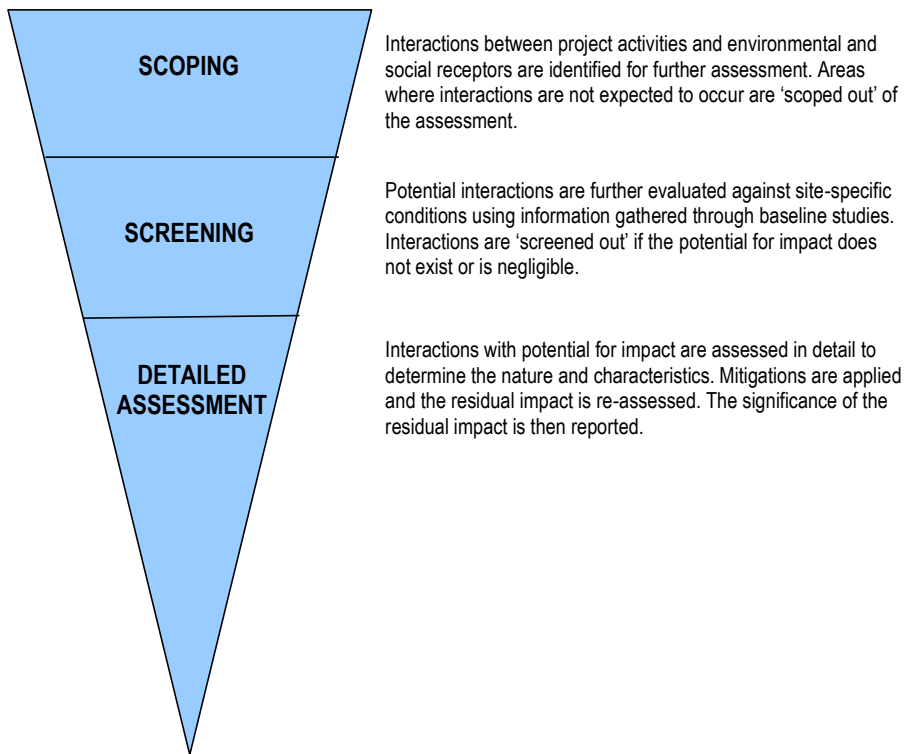 SCOPING
Interactions between project activities and environmental and
social receptors are identified for further assessment. Areas
where interactions are not expected to occur are ‘scoped out’ of
the assessment.
SCREENING
Potential interactions are further evaluated against site-specific
conditions using information gathered through baseline studies.
Interactions are ‘screened out’ if the potential for impact does
not exist or is negligible.
DETAILED
ASSESSMENT
Interactions with potential for impact are assessed in detail to
determine the nature and characteristics. Mitigations are applied
and the residual impact is re-assessed. The significance of the
residual impact is then reported.